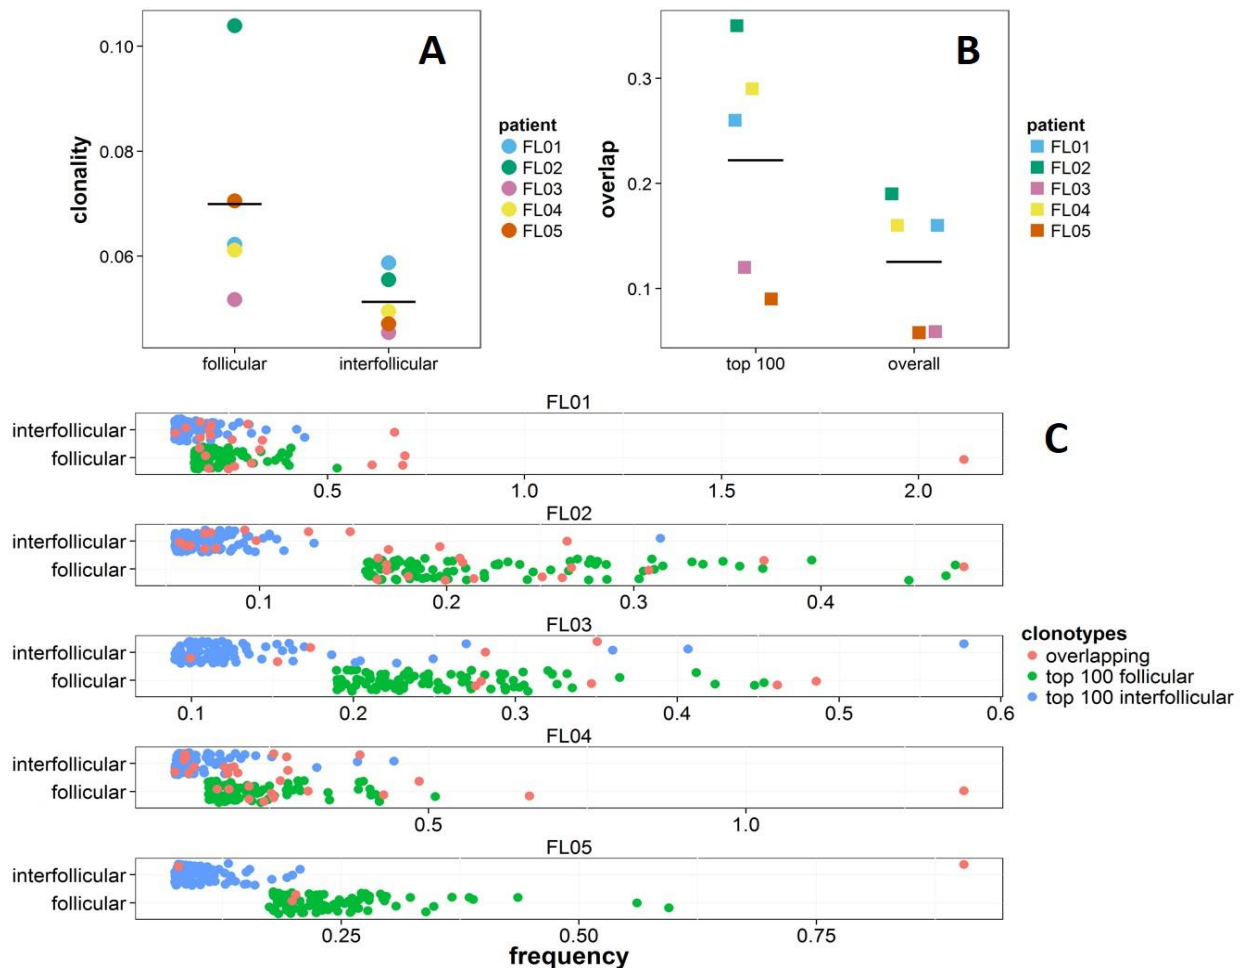 A
clonality
0.10
0.08
0.06
follicular
interfollicular
patient
FL01
FL02
FL03
FL04
FL05
B
overlap
0.3
0.2
0.1
top 100
overall
patient
FL01
FL02
FL03
FL04
FL05
C
FL01
interfollicular
follicular
0.5 1.0 1.5 2.0
FL02
interfollicular
follicular
0.1 0.2 0.3 0.4
FL03
interfollicular
follicular
0.1 0.2 0.3 0.4 0.5 0.6
FL04
interfollicular
follicular
0.5 1.0
FL05
interfollicular
follicular
0.25 0.50 0.75
frequency
clonotypes
overlapping
top 100 follicular
top 100 interfollicular